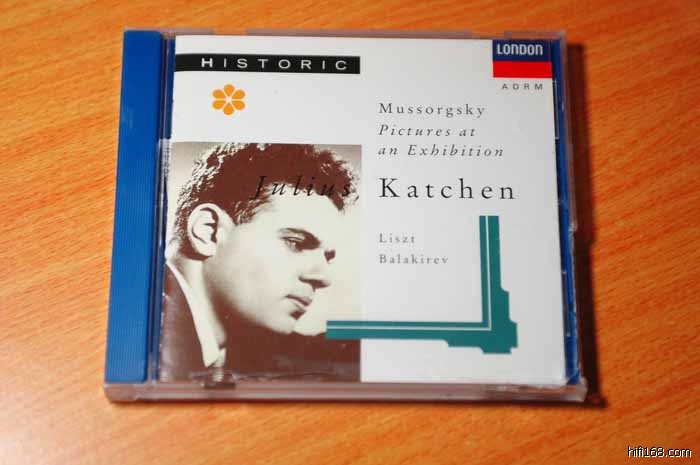 HISTORIC
LONDON
ADRM
Mussorgsky
Pictures at
an Exhibition
Julius Katchen
Liszt
Balakirev
hifi168.com